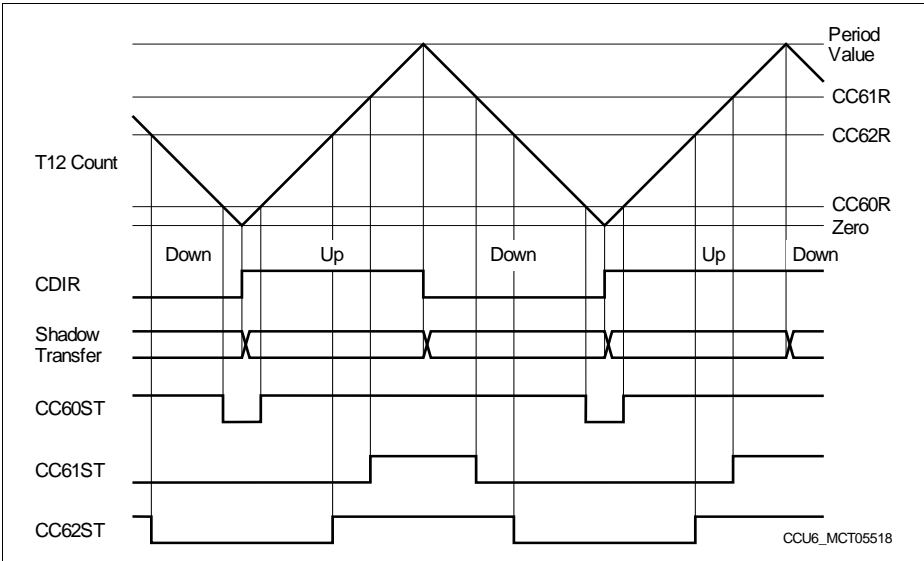 Period
Value
CC61R
CC62R
T12 Count
CC60R
Zero
Down Up Down Up Down
CDIR
Shadow
Transfer
CC60ST
CC61ST
CC62ST
CCU6_MCT05518